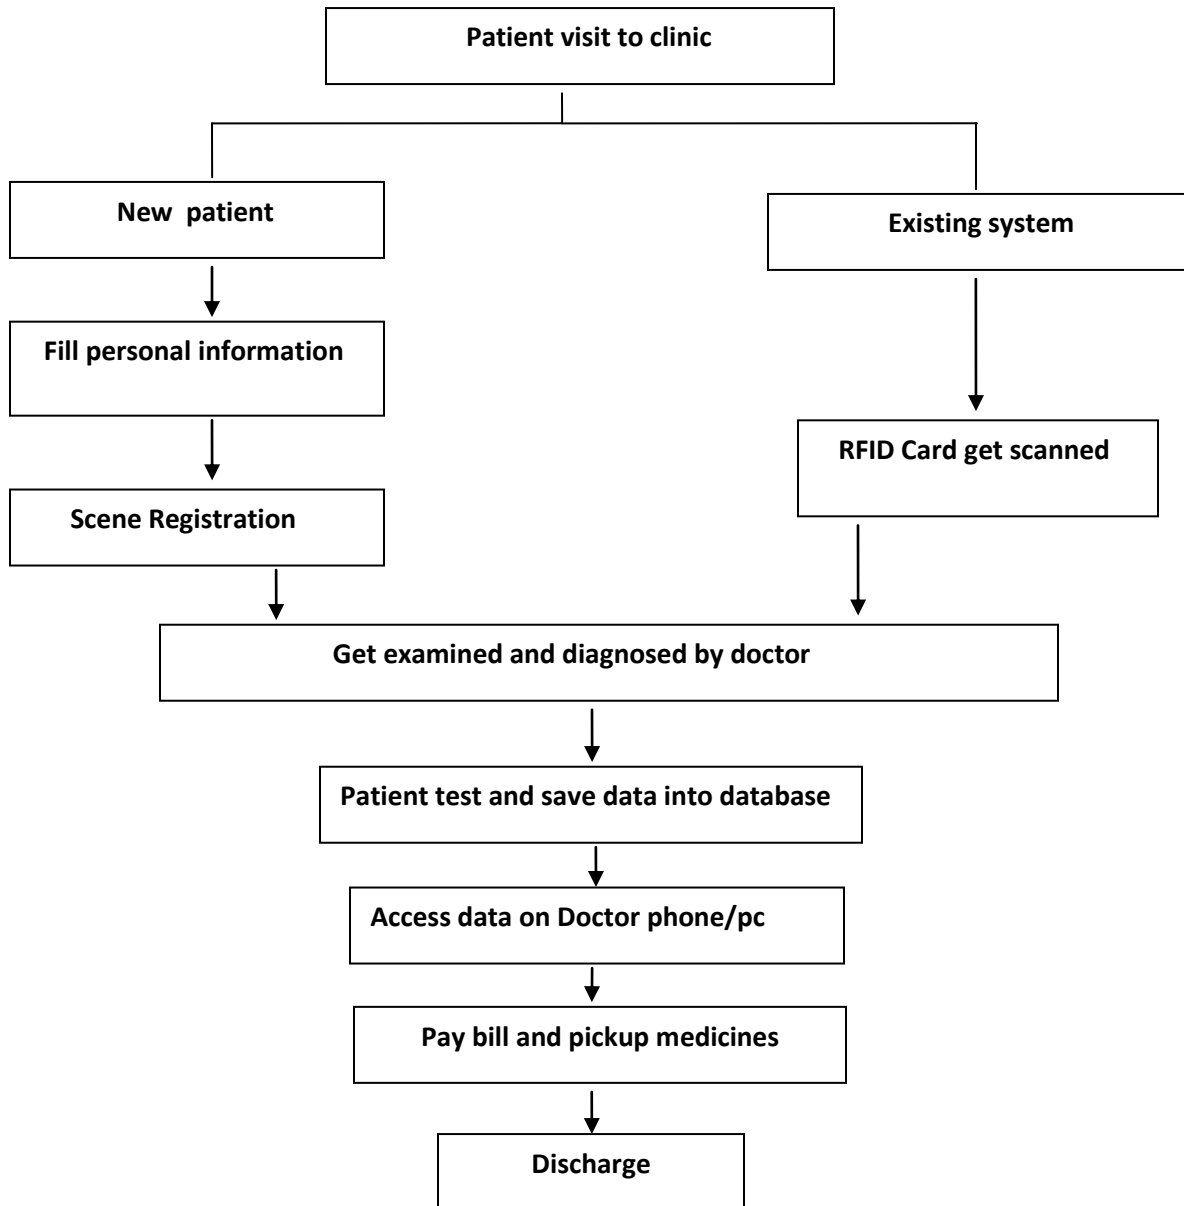 Patient visit to clinic
New patient
Existing system
Fill personal information
RFID Card get scanned
Scene Registration
Get examined and diagnosed by doctor
Patient test and save data into database
Access data on Doctor phone/pc
Pay bill and pickup medicines
Discharge